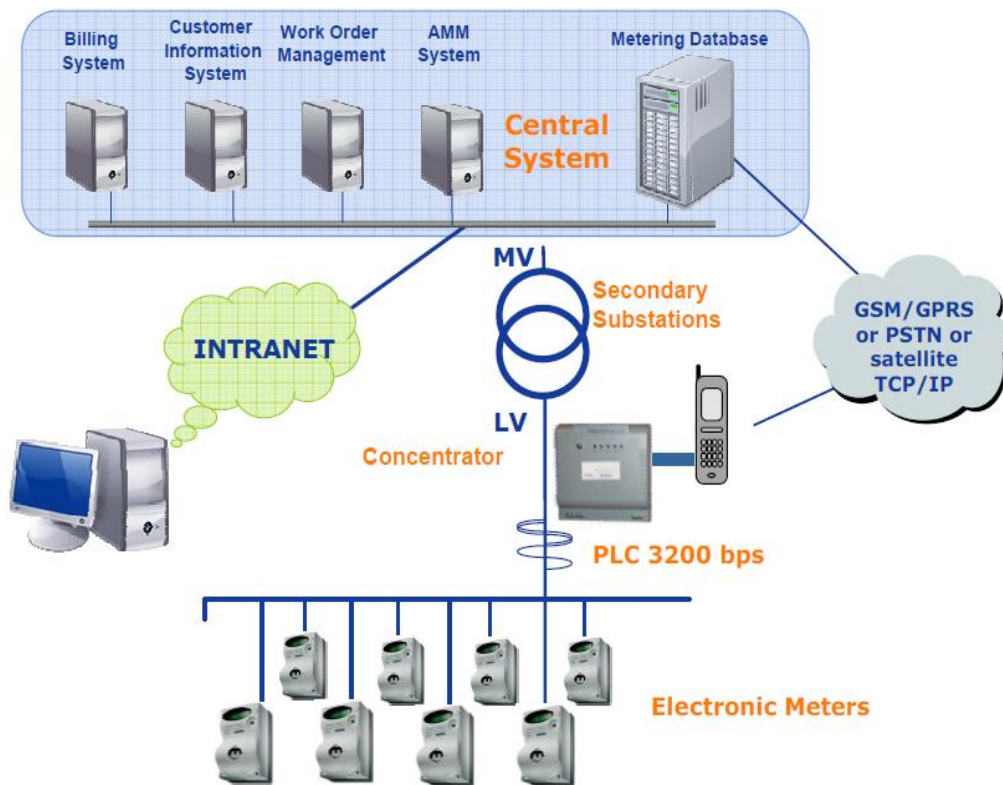 Billing
System
Customer
Information
System
Work Order
Management
AMM
System
Metering Database
Central
System
MV
Secondary
Substations
INTRANET
GSM/GPRS
or PSTN or
satellite
TCP/IP
LV
Concentrator
PLC 3200 bps
Electronic Meters